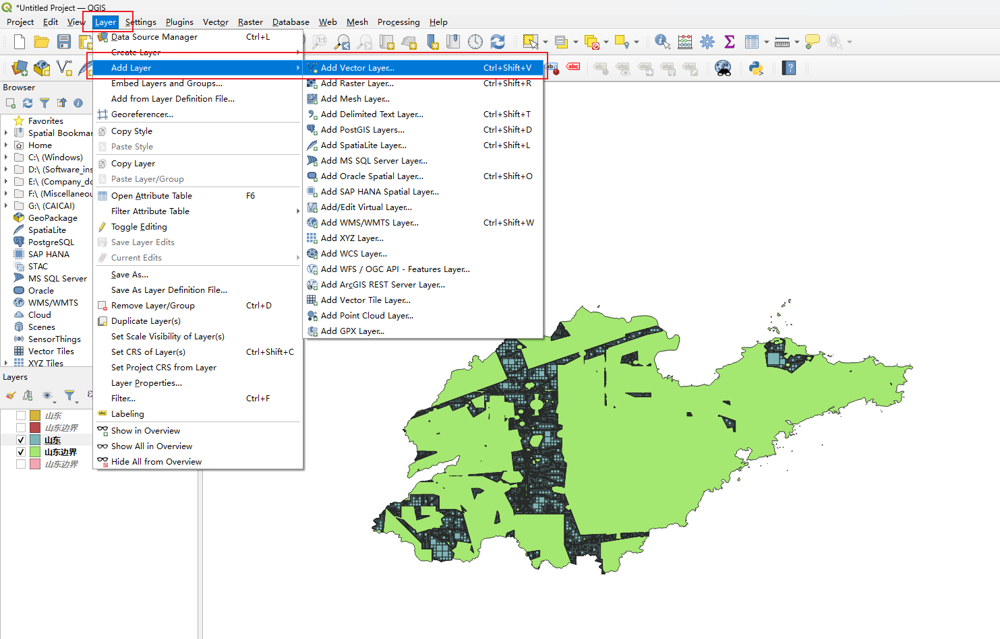 *Untitled Project — QGIS
Project Edit View Layer Settings Plugins Vector Raster Database Web Mesh Processing Help
Data Source Manager Ctrl+L
Create Layer
Add Layer
Embed Layers and Groups...
Add from Layer Definition File...
Georeferencer...
Copy Style
Paste Style
Copy Layer
Paste Layer/Group
Open Attribute Table F6
Filter Attribute Table
Toggle Editing
Save Layer Edits
Current Edits
Save As...
Save As Layer Definition File...
Remove Layer/Group Ctrl+D
Duplicate Layer(s)
Set Scale Visibility of Layer(s)
Set CRS of Layer(s) Ctrl+Shift+C
Set Project CRS from Layer
Layer Properties...
Filter... Ctrl+F
abc Labeling
Show in Overview
Show All in Overview
Hide All from Overview
Add Vector Layer... Ctrl+Shift+V
Add Raster Layer... Ctrl+Shift+R
Add Mesh Layer...
Add Delimited Text Layer... Ctrl+Shift+T
Add PostGIS Layers... Ctrl+Shift+D
Add SpatiaLite Layer... Ctrl+Shift+L
Add MS SQL Server Layer...
Add Oracle Spatial Layer... Ctrl+Shift+O
Add SAP HANA Spatial Layer...
Add/Edit Virtual Layer...
Add WMS/WMTS Layer... Ctrl+Shift+W
Add XYZ Layer...
Add WCS Layer...
Add WFS / OGC API - Features Layer...
Add ArcGIS REST Server Layer...
Add Vector Tile Layer...
Add Point Cloud Layer...
Add GPX Layer...
Browser
Favorites
Spatial Bookmar
Home
C:\ (Windows)
D:\ (Software_ins
E:\ (Company_do
F:\ (Miscellaneou
G:\ (CAICAI)
GeoPackage
SpatiaLite
PostgreSQL
SAP HANA
STAC
MS SQL Server
Oracle
WMS/WMTS
Cloud
Scenes
SensorThings
Vector Tiles
XYZ Tiles
Layers
山东
山东边界
山东
山东边界
山东边界